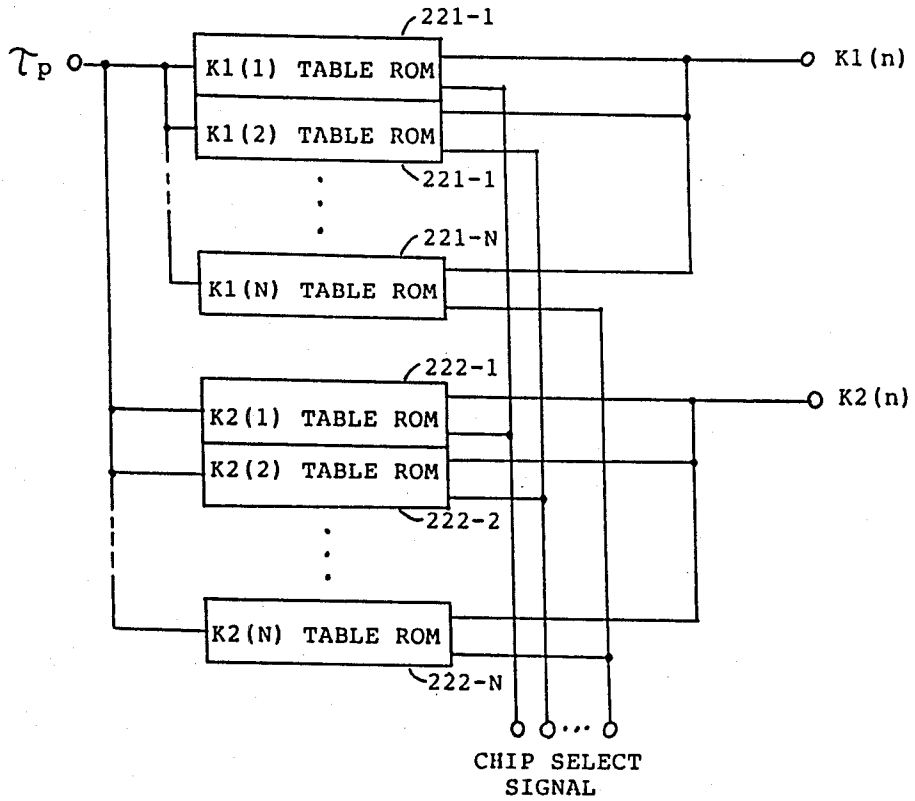 221-1
τp
K1(1) TABLE ROM
K1(n)
K1(2) TABLE ROM
221-1
221-N
K1(N) TABLE ROM
222-1
K2(1) TABLE ROM
K2(n)
K2(2) TABLE ROM
222-2
K2(N) TABLE ROM
222-N
CHIP SELECT
SIGNAL